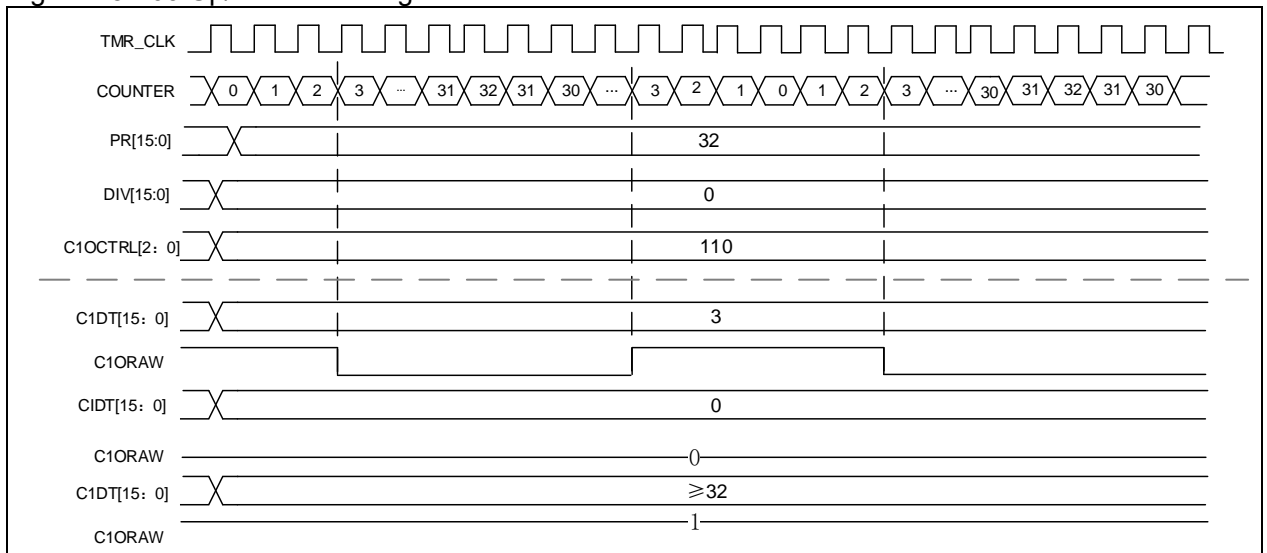 TMR_CLK
COUNTER 0 1 2 3 ... 31 32 31 30 ... 3 2 1 0 1 2 3 ... 30 31 32 31 30
PR[15:0] 32
DIV[15:0] 0
C1OCTRL[2：0] 110
C1DT[15：0] 3
C1ORAW
CIDT[15：0] 0
C1ORAW 0
C1DT[15：0] ≥32
C1ORAW 1